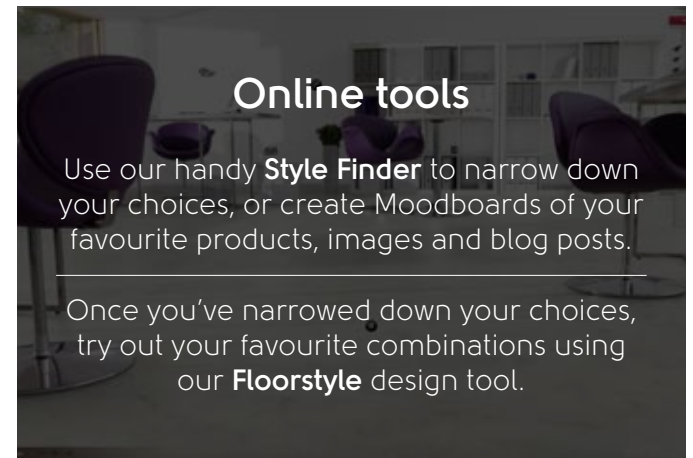 Online tools
Use our handy Style Finder to narrow down
your choices, or create Moodboards of your
favourite products, images and blog posts.
Once you've narrowed down your choices,
try out your favourite combinations using
our Floorstyle design tool.